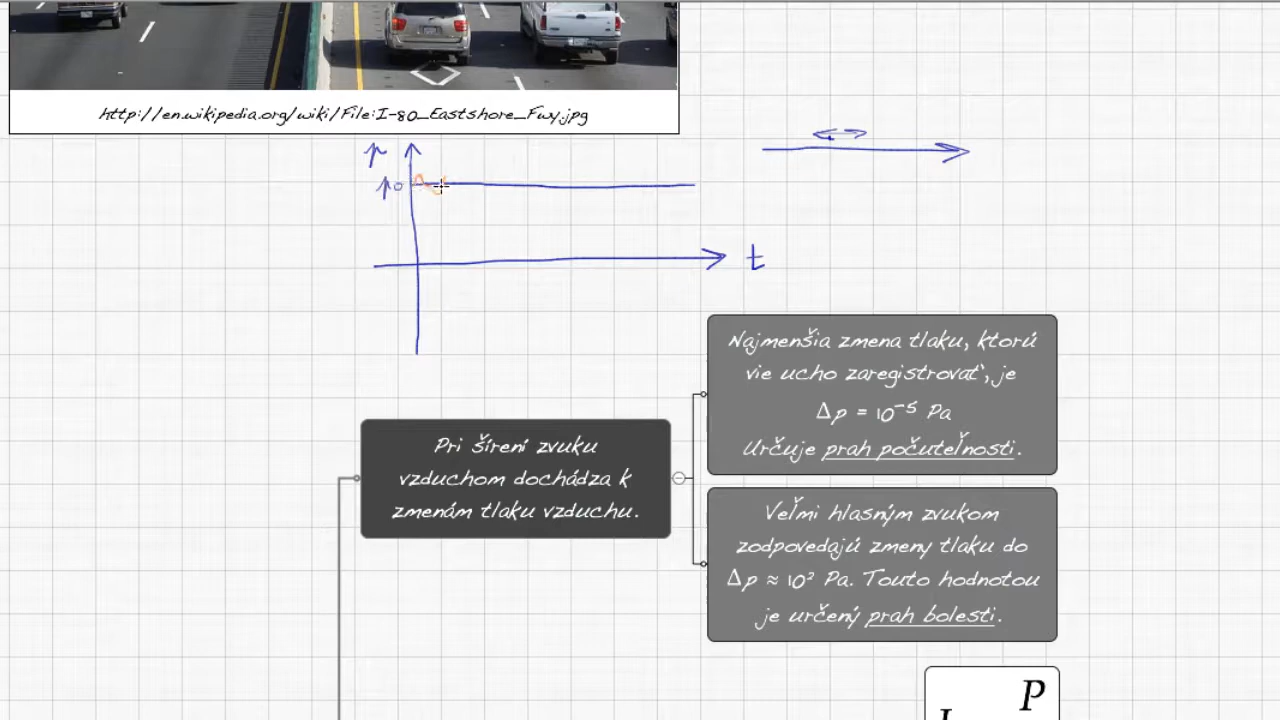 http://en.wikipedia.org/wiki/File:I-80_Eastshore_Fwy.jpg
p
p0
t
Najmenšia zmena tlaku, ktorú
vie ucho zaregistrovať, je
Δp = 10⁻⁵ Pa
Určuje prah počuteľnosti.
Pri šírení zvuku
vzduchom dochádza k
zmenám tlaku vzduchu.
Veľmi hlasným zvukom
zodpovedajú zmeny tlaku do
Δp ≈ 10² Pa. Touto hodnotou
je určený prah bolesti.
P